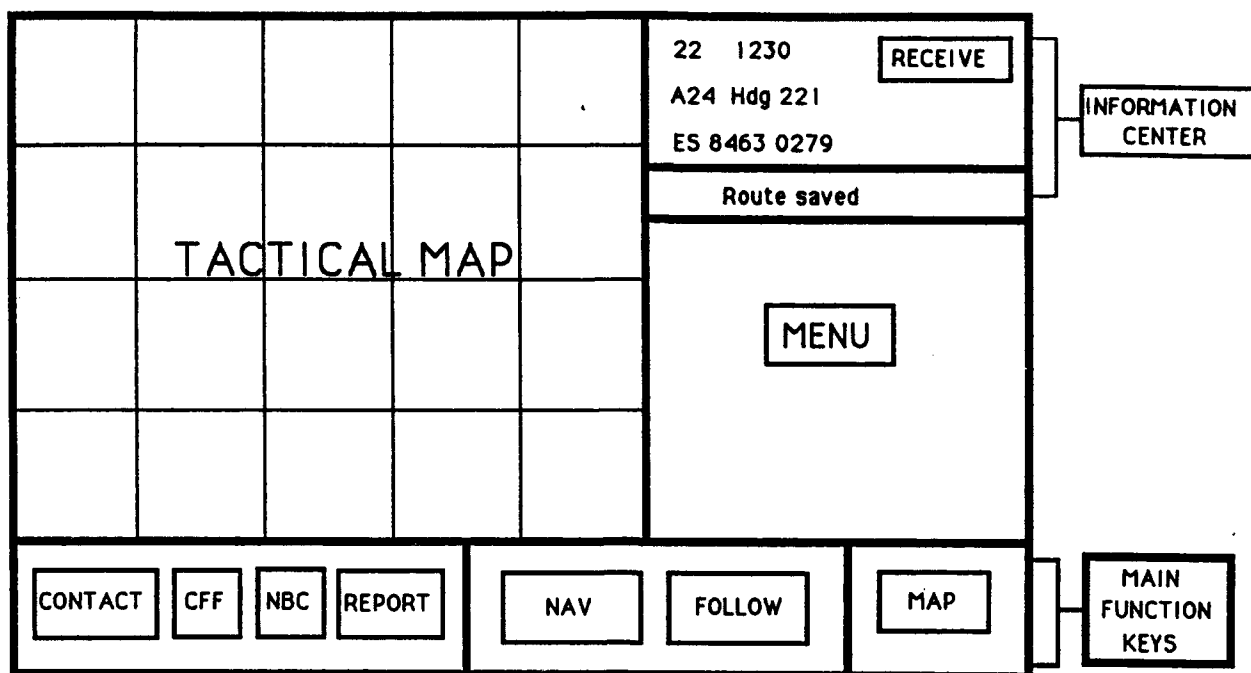 TACTICAL MAP
22 1230
RECEIVE
A24 Hdg 221
ES 8463 0279
Route saved
MENU
INFORMATION
CENTER
CONTACT
CFF
NBC
REPORT
NAV
FOLLOW
MAP
MAIN
FUNCTION
KEYS